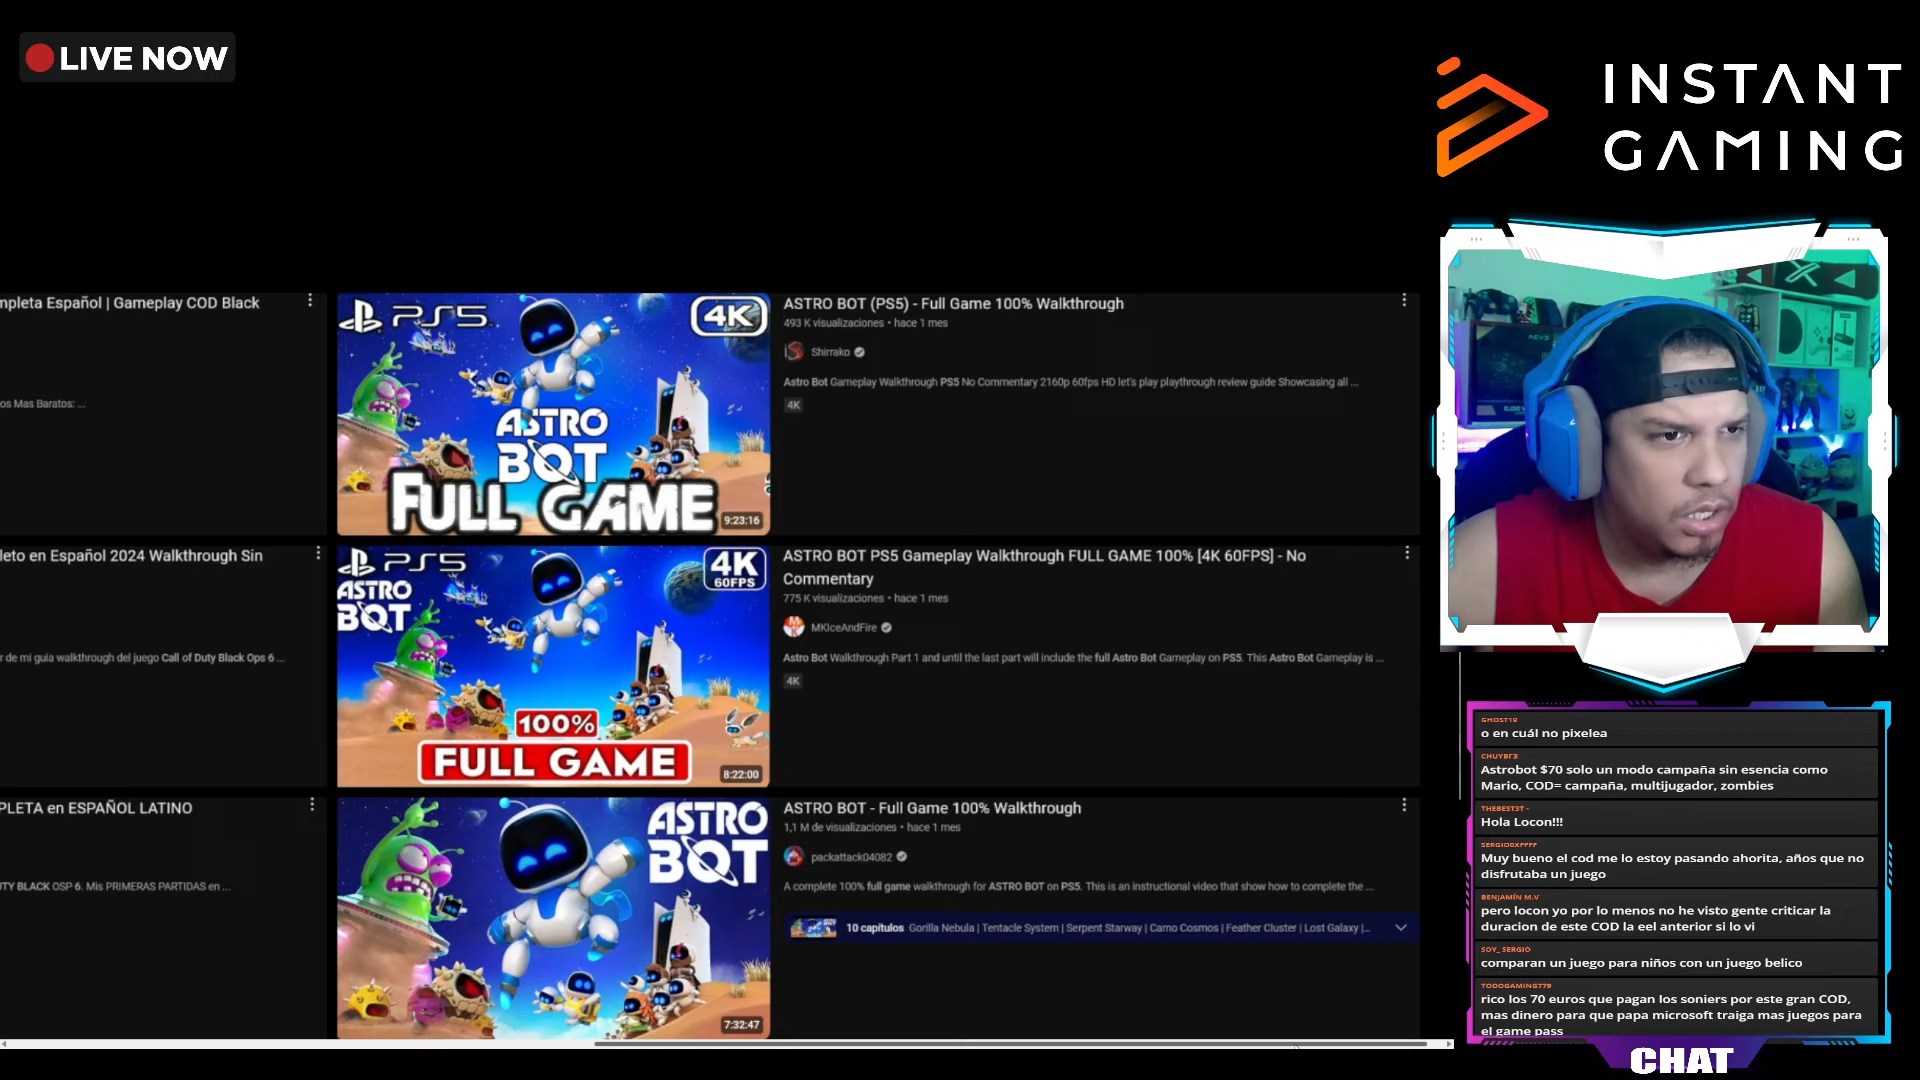 LIVE NOW
INSTANT
GAMING
mpleta Español | Gameplay COD Black
os Mas Baratos: ...
PS5
4K
ASTRO
BOT
FULL GAME
9:23:16
ASTRO BOT (PS5) - Full Game 100% Walkthrough
493 K visualizaciones • hace 1 mes
Shirrako
Astro Bot Gameplay Walkthrough PS5 No Commentary 2160p 60fps HD let's play playthrough review guide Showcasing all ...
4K
leto en Español 2024 Walkthrough Sin
r de mi guia walkthrough del juego Call of Duty Black Ops 6 ...
PS5
ASTRO
BOT
4K
60FPS
100%
FULL GAME
8:22:00
ASTRO BOT PS5 Gameplay Walkthrough FULL GAME 100% [4K 60FPS] - No
Commentary
775 K visualizaciones • hace 1 mes
MKIceAndFire
Astro Bot Walkthrough Part 1 and until the last part will include the full Astro Bot Gameplay on PS5. This Astro Bot Gameplay is ...
4K
PLETA en ESPAÑOL LATINO
TY BLACK OSP 6. Mis PRIMERAS PARTIDAS en ...
ASTRO
BOT
7:32:47
ASTRO BOT - Full Game 100% Walkthrough
1,1 M de visualizaciones • hace 1 mes
packattack04082
A complete 100% full game walkthrough for ASTRO BOT on PS5. This is an instructional video that show how to complete the ...
10 capítulos Gorilla Nebula | Tentacle System | Serpent Starway | Camo Cosmos | Feather Cluster | Lost Galaxy |...
GHOST19
o en cuál no pixelea
CHUYBF3
Astrobot $70 solo un modo campaña sin esencia como
Mario, COD= campaña, multijugador, zombies
THEBEST3T -
Hola Locon!!!
SERGIO0XFFFF
Muy bueno el cod me lo estoy pasando ahorita, años que no
disfrutaba un juego
BENJAMÍN M.V
pero locon yo por lo menos no he visto gente criticar la
duracion de este COD la eel anterior si lo vi
SOY_SERGIO
comparan un juego para niños con un juego belico
TODOGAMING779
rico los 70 euros que pagan los soniers por este gran COD,
mas dinero para que papa microsoft traiga mas juegos para
el game pass
CHAT